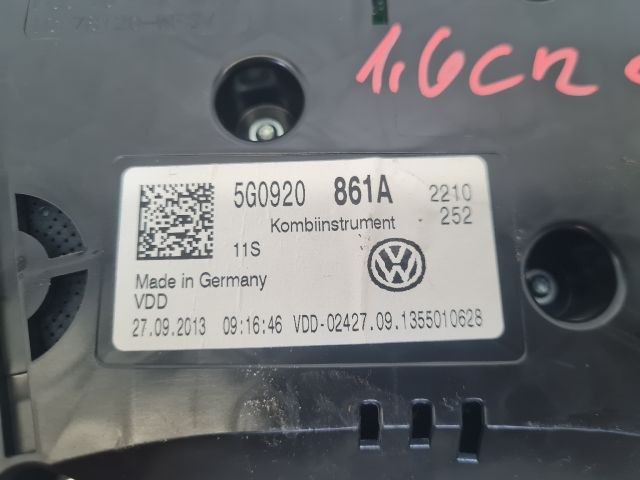 1,6CR
5G0920 861A 2210
Kombiinstrument 252
11S
Made in Germany
VDD
27.09.2013 09:16:46 VDD-02427.09.1355010628